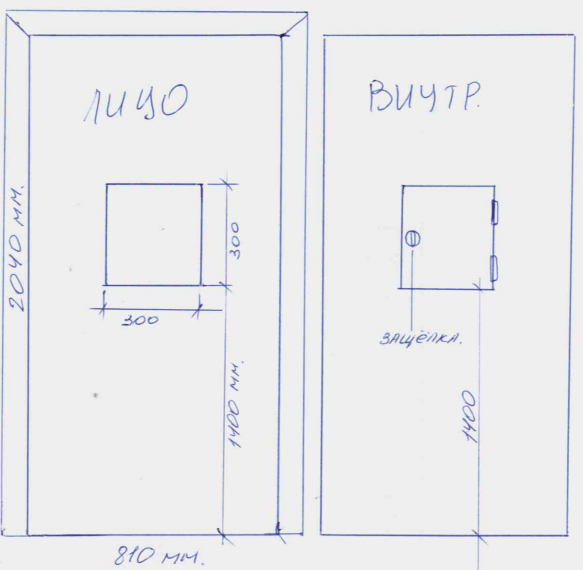 ЛИЦО
ВНУТР.
2040 мм.
300
300
ЗАЩЁЛКА.
1400 мм.
1400
810 мм.